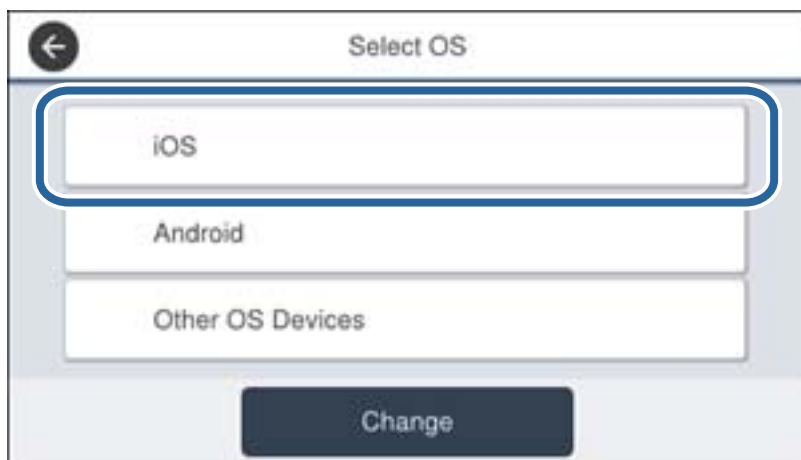 Select OS
iOS
Android
Other OS Devices
Change